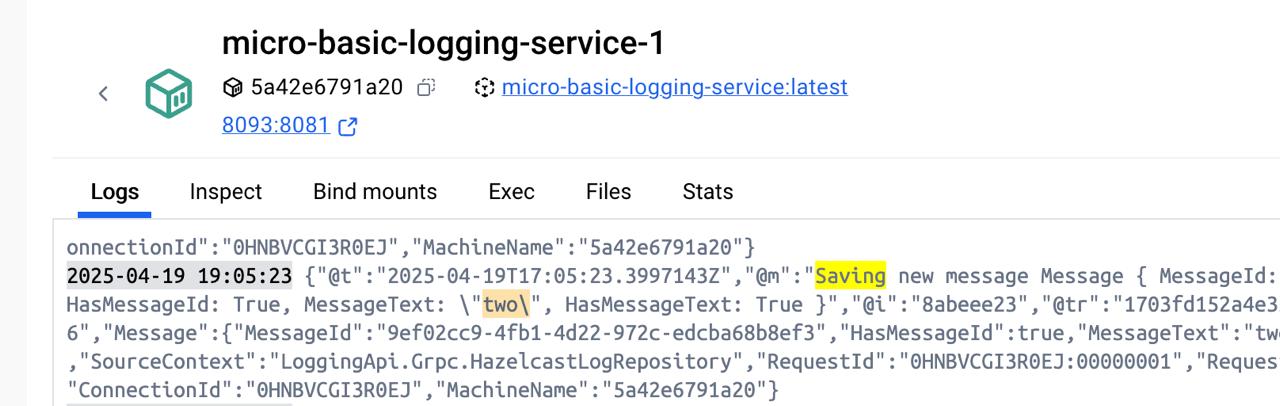 micro-basic-logging-service-1
5a42e6791a20 micro-basic-logging-service:latest
8093:8081
Logs Inspect Bind mounts Exec Files Stats
onnectionId":"0HNBVCGI3R0EJ","MachineName":"5a42e6791a20"}
2025-04-19 19:05:23 {"@t":"2025-04-19T17:05:23.3997143Z","@m":"Saving new message Message { MessageId:
HasMessageId: True, MessageText: \"two\", HasMessageText: True }","@i":"8abeee23","@tr":"1703fd152a4e3
6","Message":{"MessageId":"9ef02cc9-4fb1-4d22-972c-edcba68b8ef3","HasMessageId":true,"MessageText":"tw
,"SourceContext":"LoggingApi.Grpc.HazelcastLogRepository","RequestId":"0HNBVCGI3R0EJ:00000001","Reques
"ConnectionId":"0HNBVCGI3R0EJ","MachineName":"5a42e6791a20"}